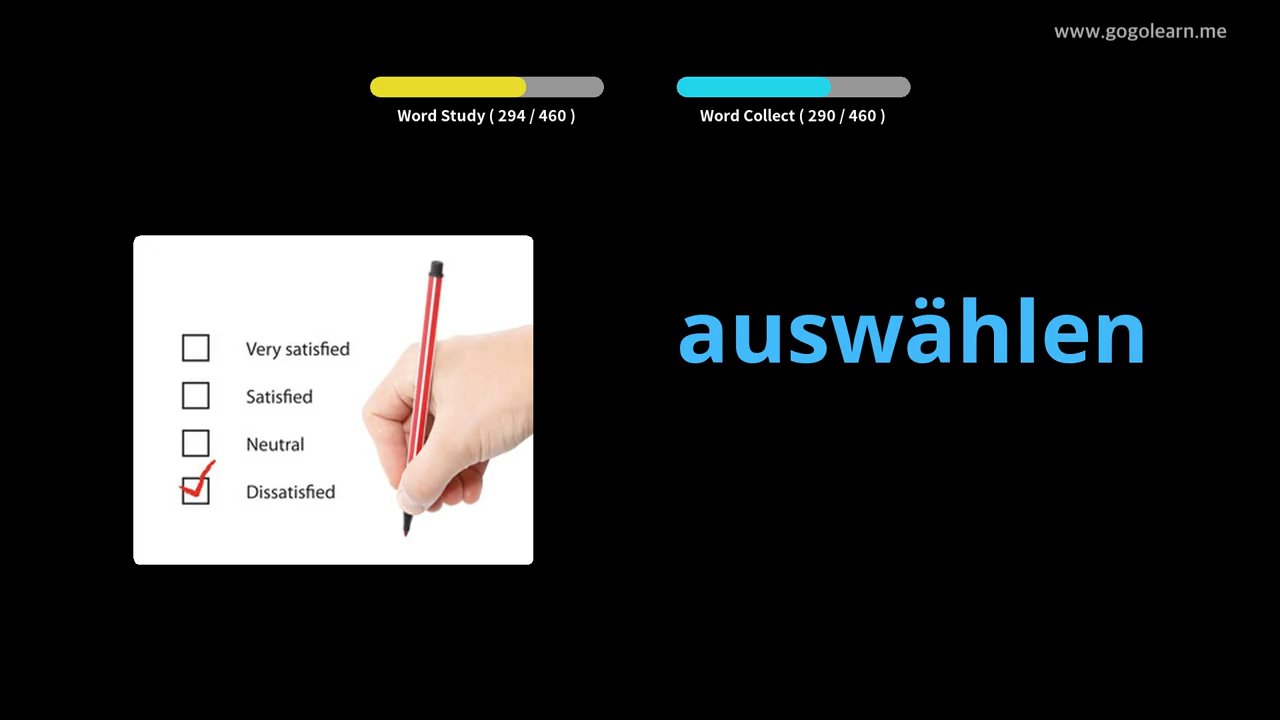 www.gogolearn.me
Word Study ( 294 / 460 )
Word Collect ( 290 / 460 )
auswählen
Very satisfied
Satisfied
Neutral
Dissatisfied